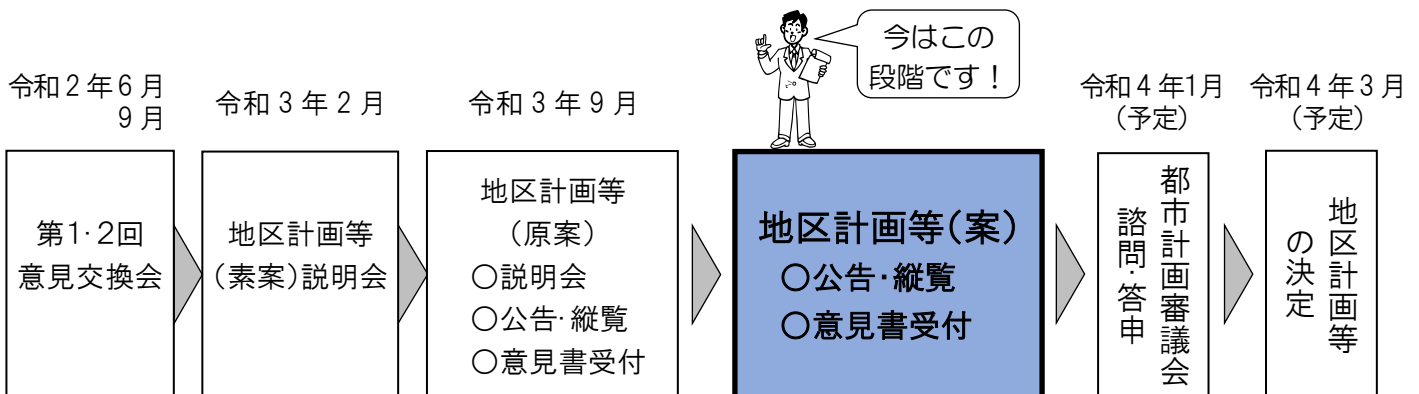 令和2年6月
9月
第1・2回
意見交換会
令和3年2月
地区計画等
(素案)説明会
令和3年9月
地区計画等
(原案)
○説明会
○公告・縦覧
○意見書受付
今はこの
段階です！
地区計画等(案)
○公告・縦覧
○意見書受付
令和4年1月
(予定)
都市計画審議会
諮問・答申
令和4年3月
(予定)
地区計画等
の決定